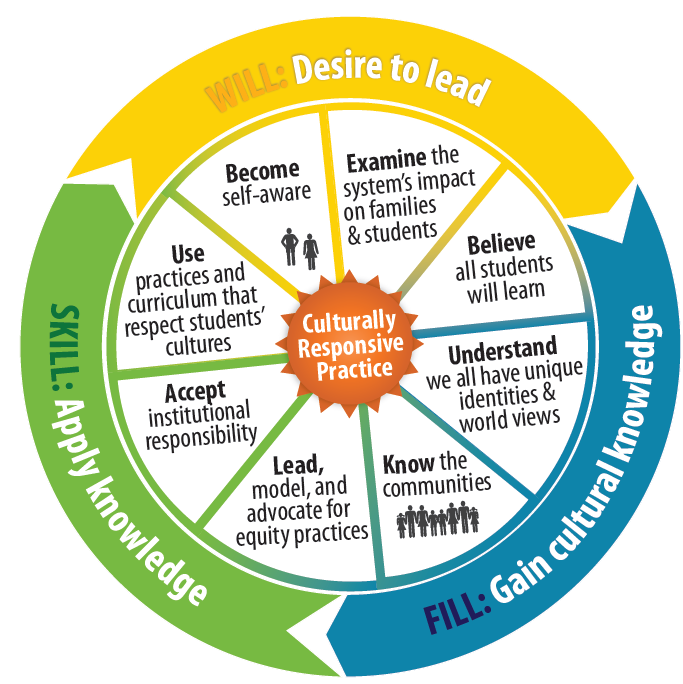 WILL: Desire to lead
Become
self-aware
Examine the
system's impact
on families
& students
Believe
all students
will learn
Understand
we all have unique
identities &
world views
Know the
communities
Lead,
model, and
advocate for
equity practices
Accept
institutional
responsibility
Use
practices and
curriculum that
respect students'
cultures
Culturally
Responsive
Practice
FILL: Gain cultural knowledge
SKILL: Apply knowledge